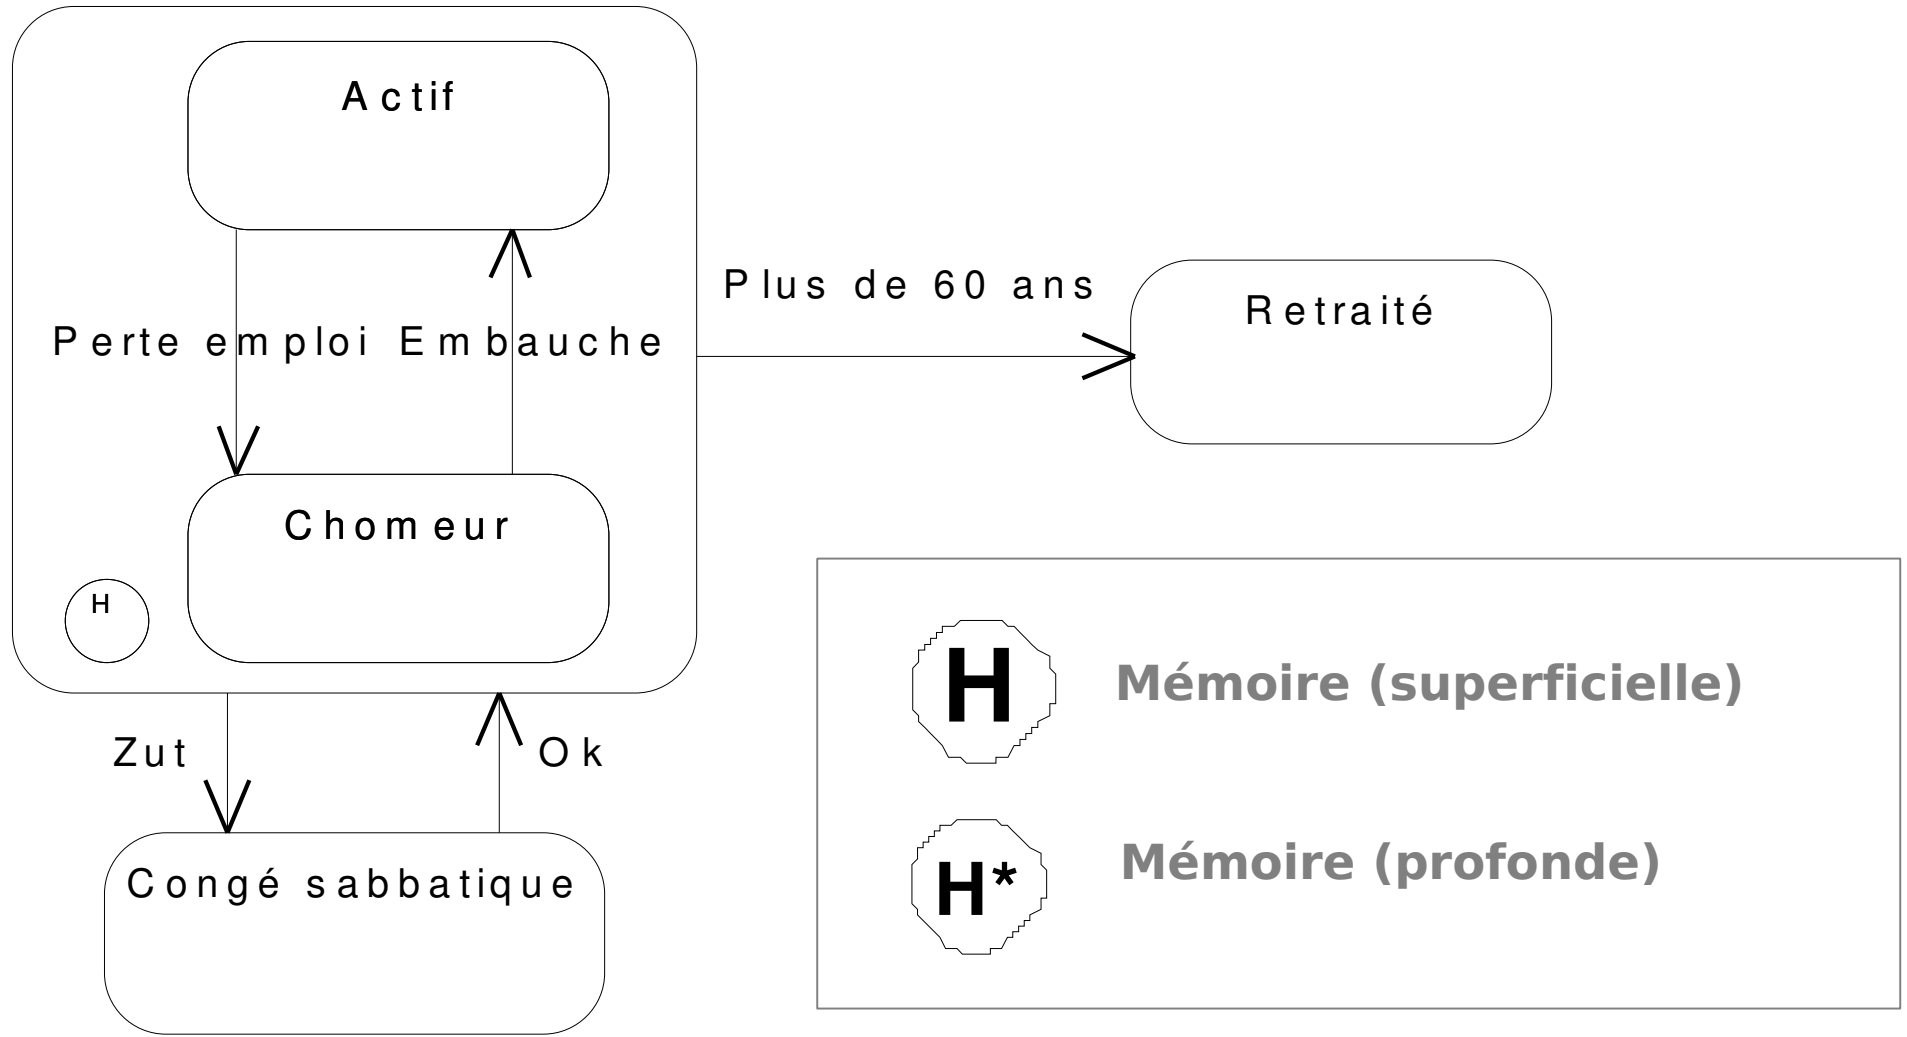 Actif
Plus de 60 ans
Retraité
Perte emploi
Embauche
Chomeur
H
Zut
Ok
Congé sabbatique
H
Mémoire (superficielle)
H*
Mémoire (profonde)